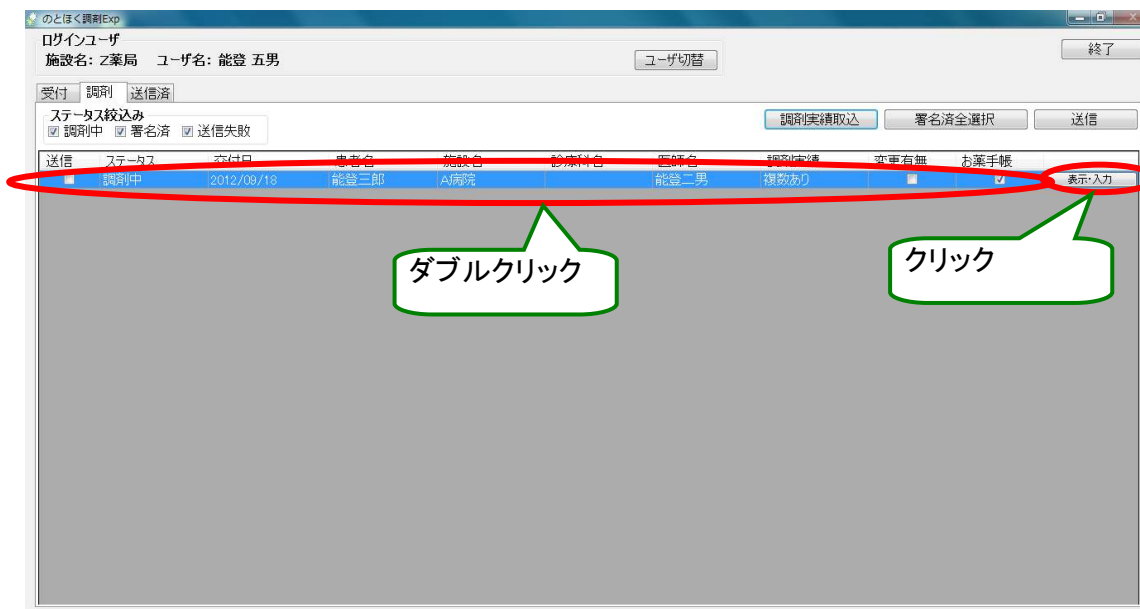 のとほく調剤Exp
ログインユーザ
施設名: Z薬局 ユーザ名: 能登 五男
ユーザ切替
終了
受付 調剤 送信済
ステータス絞込み
調剤中 署名済 送信失敗
調剤実績取込 署名済全選択 送信
送信 ステータス 交付日 患者名 施設名 診療科名 医師名 調剤実績 変更有無 お薬手帳
調剤中 2012/09/18 能登三郎 A病院 能登二男 複数あり 表示・入力
ダブルクリック
クリック